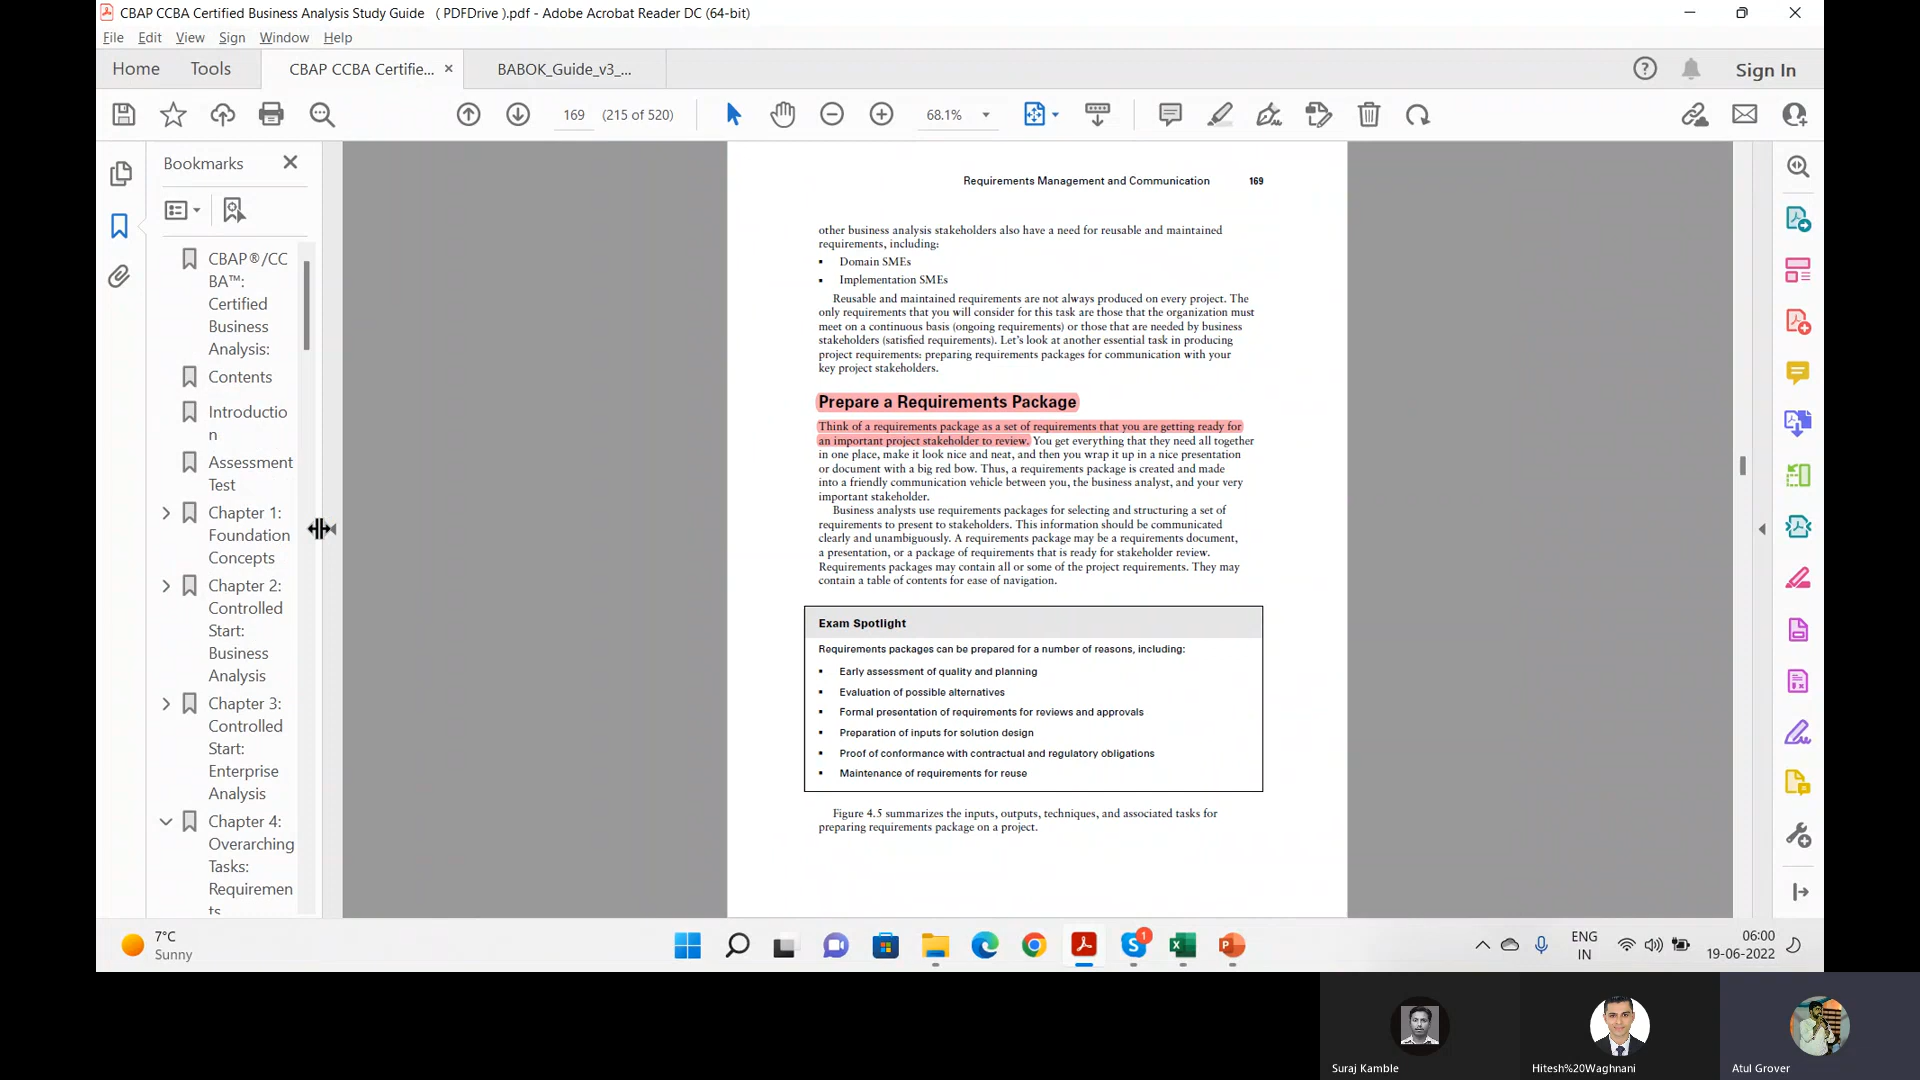 CBAP CCBA Certified Business Analysis Study Guide ( PDFDrive ).pdf - Adobe Acrobat Reader DC (64-bit)
File Edit View Sign Window Help
Home Tools CBAP CCBA Certifie... × BABOK_Guide_v3_... Sign In
169 (215 of 520) 68.1%
Bookmarks
CBAP®/CC
BA™:
Certified
Business
Analysis:
Contents
Introductio
n
Assessment
Test
Chapter 1:
Foundation
Concepts
Chapter 2:
Controlled
Start:
Business
Analysis
Chapter 3:
Controlled
Start:
Enterprise
Analysis
Chapter 4:
Overarching
Tasks:
Requiremen
ts
Requirements Management and Communication 169
other business analysis stakeholders also have a need for reusable and maintained
requirements, including:
▪ Domain SMEs
▪ Implementation SMEs
Reusable and maintained requirements are not always produced on every project. The
only requirements that you will consider for this task are those that the organization must
meet on a continuous basis (ongoing requirements) or those that are needed by business
stakeholders (satisfied requirements). Let's look at another essential task in producing
project requirements: preparing requirements packages for communication with your
key project stakeholders.
Prepare a Requirements Package
Think of a requirements package as a set of requirements that you are getting ready for
an important project stakeholder to review. You get everything that they need all together
in one place, make it look nice and neat, and then you wrap it up in a nice presentation
or document with a big red bow. Thus, a requirements package is created and made
into a friendly communication vehicle between you, the business analyst, and your very
important stakeholder.
Business analysts use requirements packages for selecting and structuring a set of
requirements to present to stakeholders. This information should be communicated
clearly and unambiguously. A requirements package may be a requirements document,
a presentation, or a package of requirements that is ready for stakeholder review.
Requirements packages may contain all or some of the project requirements. They may
contain a table of contents for ease of navigation.
Exam Spotlight
Requirements packages can be prepared for a number of reasons, including:
▪ Early assessment of quality and planning
▪ Evaluation of possible alternatives
▪ Formal presentation of requirements for reviews and approvals
▪ Preparation of inputs for solution design
▪ Proof of conformance with contractual and regulatory obligations
▪ Maintenance of requirements for reuse
Figure 4.5 summarizes the inputs, outputs, techniques, and associated tasks for
preparing requirements package on a project.
7°C
Sunny
1
ENG
IN
06:00
19-06-2022
Suraj Kamble
Hitesh%20Waghnani
Atul Grover